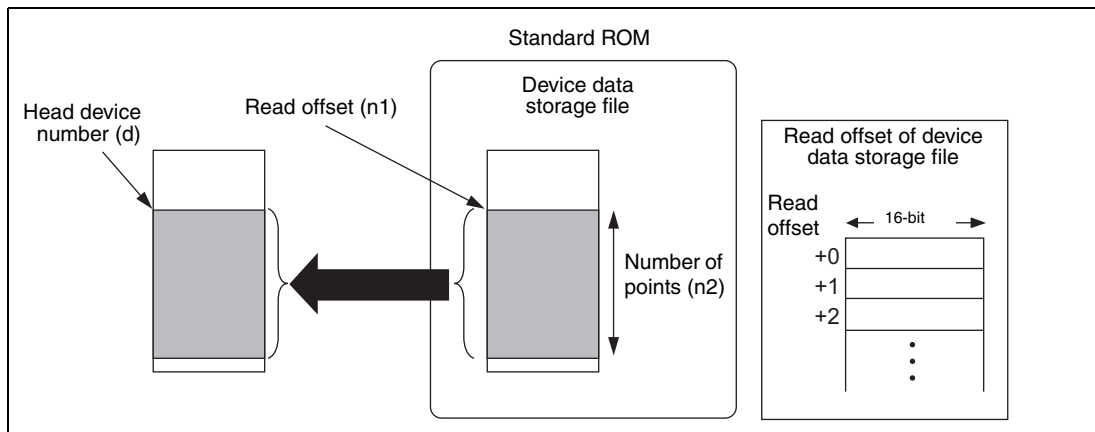 Standard ROM
Device data
storage file
Head device
number (d)
Read offset (n1)
Number of
points (n2)
Read offset of device
data storage file
Read
offset
16-bit
+0
+1
+2